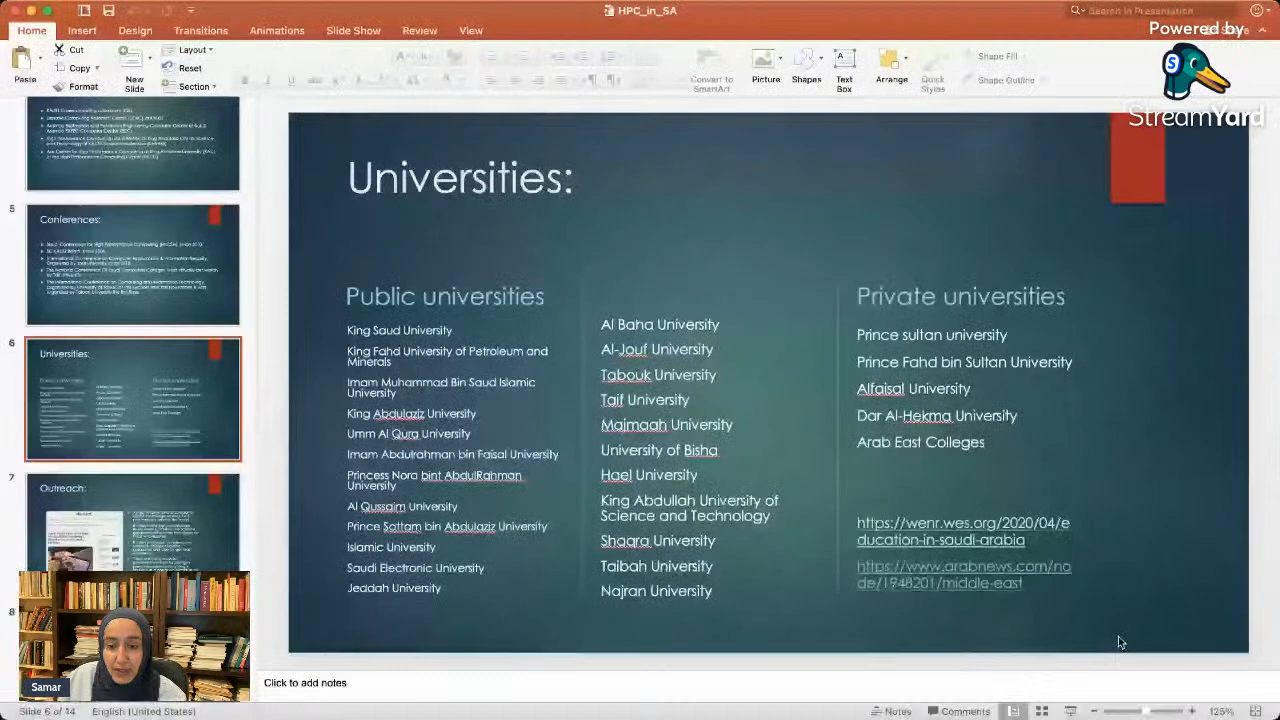 HPC_in_SA
Search in Presentation
Home Insert Design Transitions Animations Slide Show Review View
Powered by
StreamYard
Paste
Cut
Copy
Format
New Slide
Layout
Reset
Section
Convert to SmartArt
Picture
Shapes
Text Box
Arrange
Quick Styles
Shape Fill
Shape Outline
5
Conferences:
6
Universities:
7
Outreach:
8
Universities:
Public universities
King Saud University
King Fahd University of Petroleum and
Minerals
Imam Muhammad Bin Saud Islamic
University
King Abdulaziz University
Umm Al Qura University
Imam Abdulrahman bin Faisal University
Princess Nora bint AbdulRahman
University
Al Qussaim University
Prince Sattam bin Abdulaziz University
Islamic University
Saudi Electronic University
Jeddah University
Al Baha University
Al-Jouf University
Tabouk University
Taif University
Majmaah University
University of Bisha
Hael University
King Abdullah University of
Science and Technology
Shaqra University
Taibah University
Najran University
Private universities
Prince sultan university
Prince Fahd bin Sultan University
Alfaisal University
Dar Al-Hekma University
Arab East Colleges
https://wenr.wes.org/2020/04/e
ducation-in-saudi-arabia
https://www.arabnews.com/no
de/1948201/middle-east
Samar
Click to add notes
Slide 6 of 14 English (United States)
Notes Comments 125%